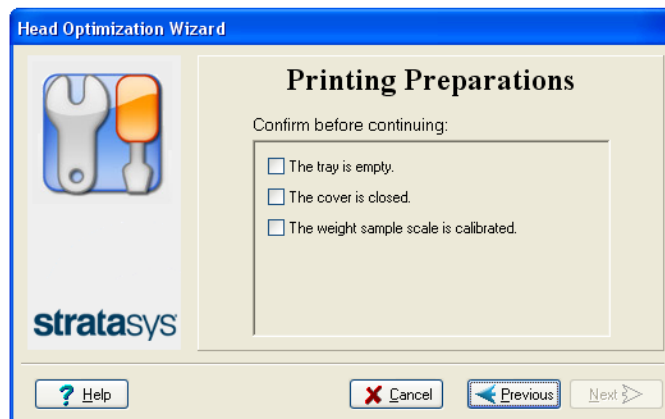 Head Optimization Wizard
Printing Preparations
Confirm before continuing:
The tray is empty.
The cover is closed.
The weight sample scale is calibrated.
stratasys
? Help
Cancel
Previous
Next